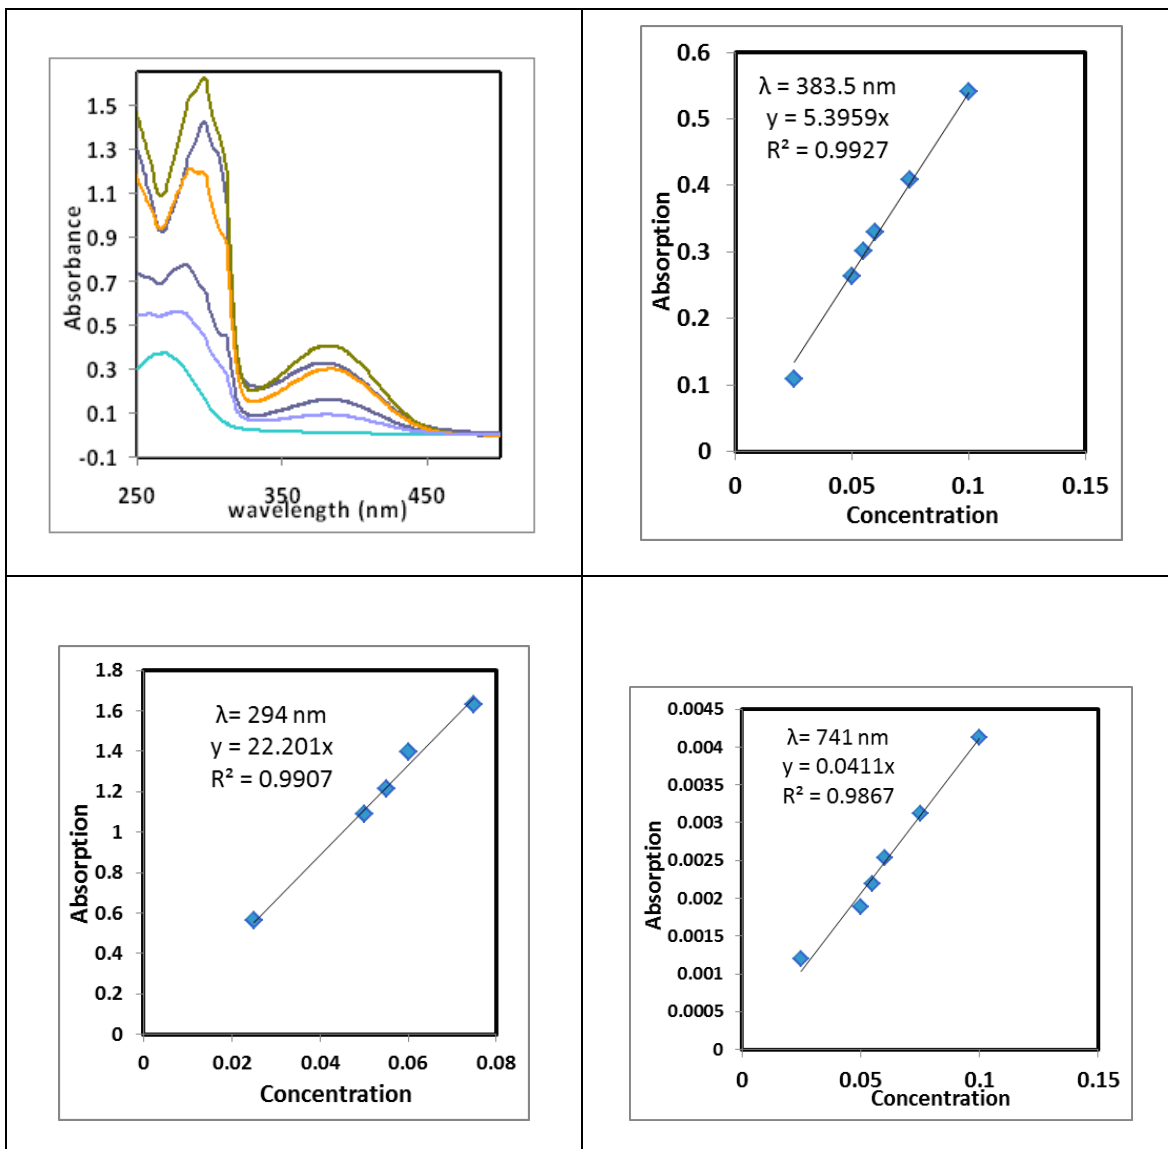 1.5
1.3
1.1
0.9
0.7
0.5
0.3
0.1
-0.1
Absorbance
250 350 450
wavelength (nm)
0.6
0.5
0.4
0.3
0.2
0.1
0
Absorption
λ = 383.5 nm
y = 5.3959x
R² = 0.9927
0 0.05 0.1 0.15
Concentration
1.8
1.6
1.4
1.2
1
0.8
0.6
0.4
0.2
0
Absorption
λ= 294 nm
y = 22.201x
R² = 0.9907
0 0.02 0.04 0.06 0.08
Concentration
0.0045
0.004
0.0035
0.003
0.0025
0.002
0.0015
0.001
0.0005
0
Absorption
λ= 741 nm
y = 0.0411x
R² = 0.9867
0 0.05 0.1 0.15
Concentration